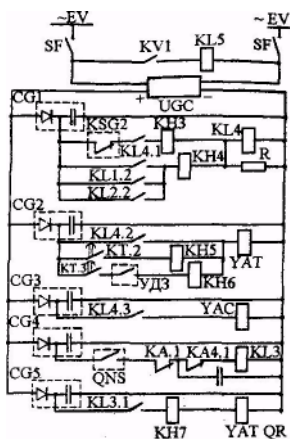 ~EV ~EV
SF KV1 KL5 SF
+ −
UGC
CG1
KSG2 KH3 KL4
KL4.1
KL1.2 KH4 R
KL2.2
CG2
KL4.2
KT.2 KH5 YAT
KT.3 УДЗ KH6
CG3
KL4.3 YAC
CG4
KA.1 KA4.1 KL3
QNS
CG5
KL3.1
KH7 YAT QR